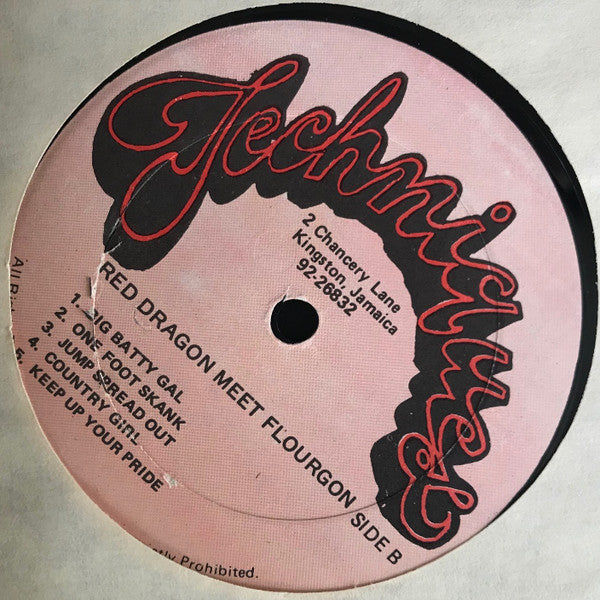 Techniques
2 Chancery Lane
Kingston, Jamaica
92-26832
RED DRAGON MEET FLOURGON SIDE B
1. BIG BATTY GAL
2. ONE FOOT SKANK
3. JUMP SPREAD OUT
4. COUNTRY GIRL
5. KEEP UP YOUR PRIDE
All
Prohibited.